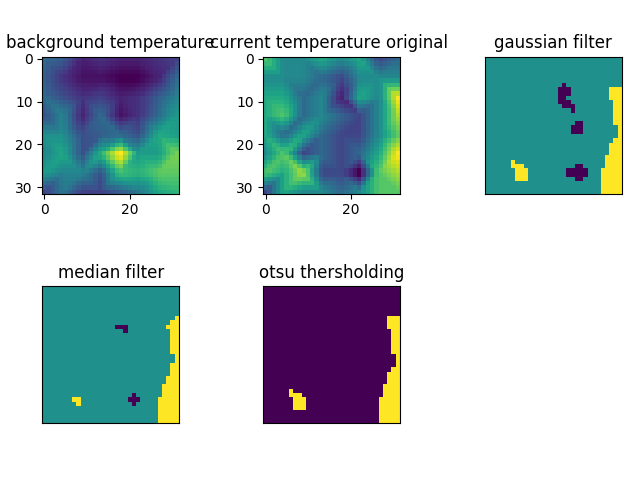 background temperature
current temperature original
gaussian filter
0
10
20
30
0
20
0
10
20
30
0
20
median filter
otsu thersholding